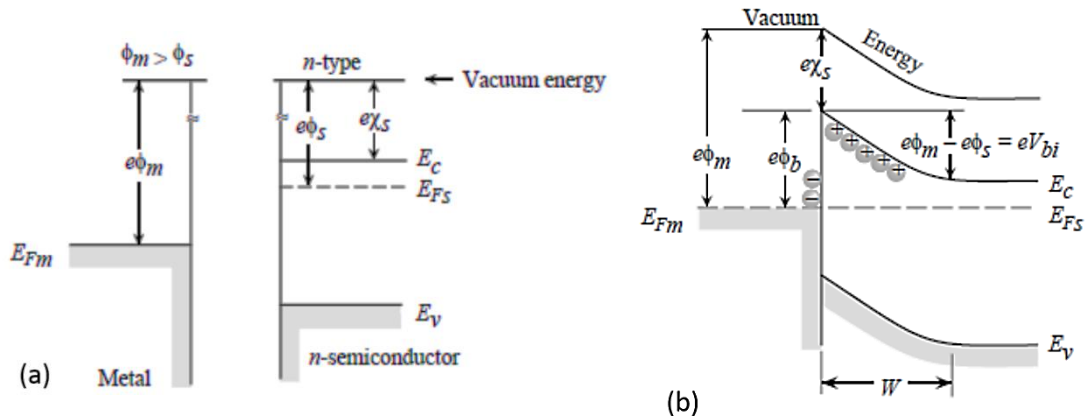 ϕm > ϕs
n-type
Vacuum energy
eϕm
eϕs
eχs
Ec
EFs
EFm
Ev
n-semiconductor
Metal
(a)
Vacuum
Energy
eχs
eϕm
eϕb
eϕm – eϕs = eVbi
Ec
EFm
EFs
Ev
W
(b)